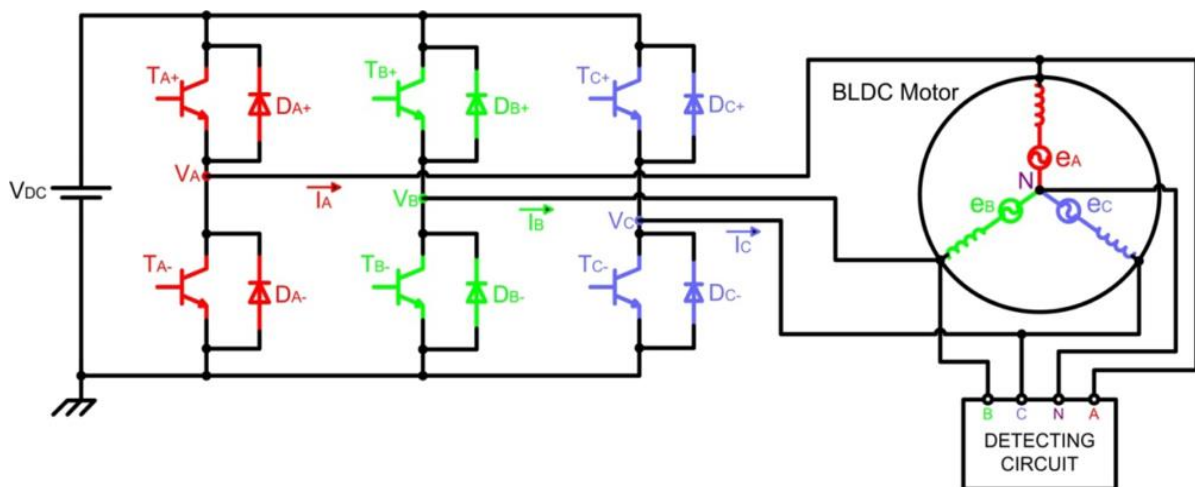 TA+
DA+
TB+
DB+
TC+
DC+
BLDC Motor
eA
VDC
VA
IA
VB
IB
VC
IC
N
eB
eC
TA-
DA-
TB-
DB-
TC-
DC-
B C N A
DETECTING
CIRCUIT